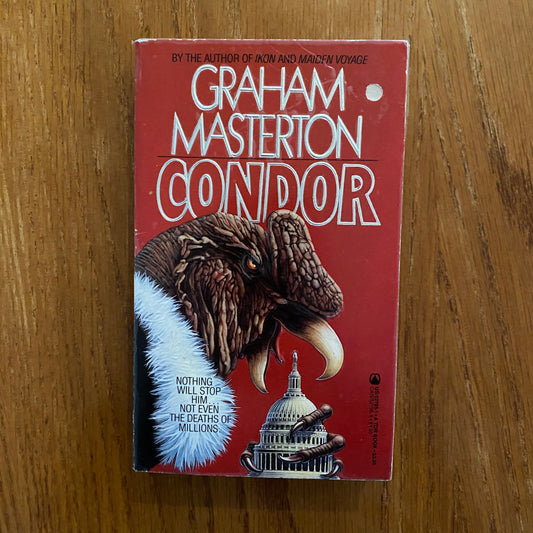 BY THE AUTHOR OF IKON AND MAIDEN VOYAGE
GRAHAM
MASTERTON
CONDOR
NOTHING
WILL STOP
HIM...
NOT EVEN
THE DEATHS OF
MILLIONS